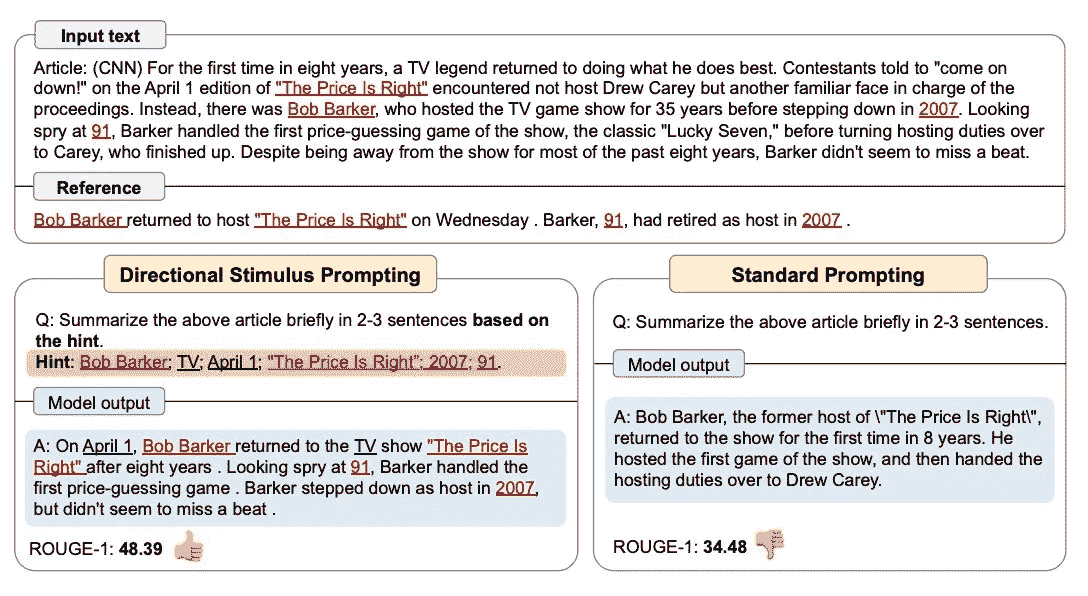 Input text
Article: (CNN) For the first time in eight years, a TV legend returned to doing what he does best. Contestants told to "come on
down!" on the April 1 edition of "The Price Is Right" encountered not host Drew Carey but another familiar face in charge of the
proceedings. Instead, there was Bob Barker, who hosted the TV game show for 35 years before stepping down in 2007. Looking
spry at 91, Barker handled the first price-guessing game of the show, the classic "Lucky Seven," before turning hosting duties over
to Carey, who finished up. Despite being away from the show for most of the past eight years, Barker didn't seem to miss a beat.
Reference
Bob Barker returned to host "The Price Is Right" on Wednesday . Barker, 91, had retired as host in 2007 .
Directional Stimulus Prompting
Q: Summarize the above article briefly in 2-3 sentences based on
the hint.
Hint: Bob Barker; TV; April 1; "The Price Is Right"; 2007; 91.
Model output
A: On April 1, Bob Barker returned to the TV show "The Price Is
Right" after eight years . Looking spry at 91, Barker handled the
first price-guessing game . Barker stepped down as host in 2007,
but didn't seem to miss a beat .
ROUGE-1: 48.39
Standard Prompting
Q: Summarize the above article briefly in 2-3 sentences.
Model output
A: Bob Barker, the former host of \"The Price Is Right\",
returned to the show for the first time in 8 years. He
hosted the first game of the show, and then handed the
hosting duties over to Drew Carey.
ROUGE-1: 34.48